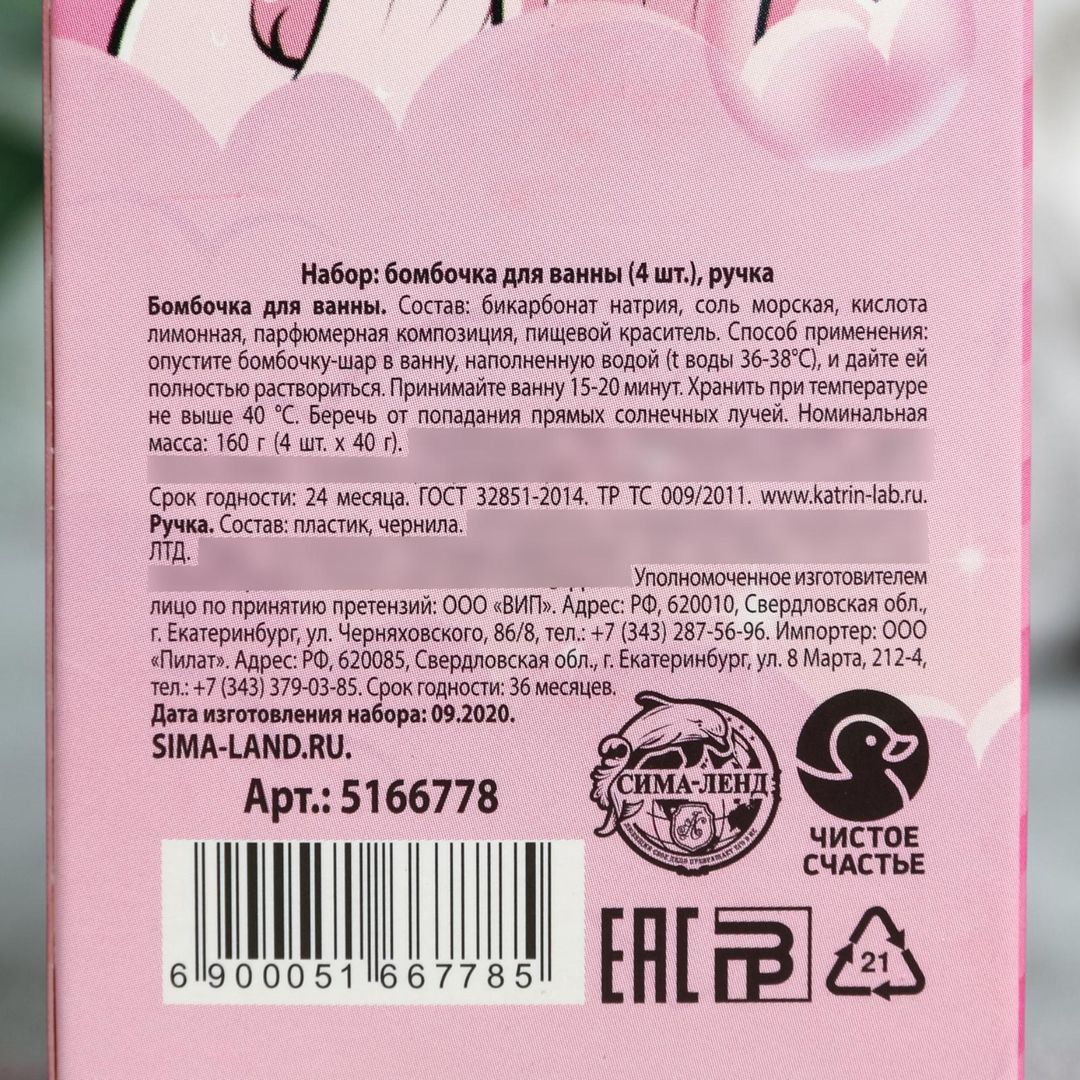 Набор: бомбочка для ванны (4 шт.), ручка
Бомбочка для ванны. Состав: бикарбонат натрия, соль морская, кислота
лимонная, парфюмерная композиция, пищевой краситель. Способ применения:
опустите бомбочку-шар в ванну, наполненную водой (t воды 36-38°C), и дайте ей
полностью раствориться. Принимайте ванну 15-20 минут. Хранить при температуре
не выше 40 °C. Беречь от попадания прямых солнечных лучей. Номинальная
масса: 160 г (4 шт. х 40 г).
Срок годности: 24 месяца. ГОСТ 32851-2014. ТР ТС 009/2011. www.katrin-lab.ru.
Ручка. Состав: пластик, чернила.
ЛТД.
Уполномоченное изготовителем
лицо по принятию претензий: ООО «ВИП». Адрес: РФ, 620010, Свердловская обл.,
г. Екатеринбург, ул. Черняховского, 86/8, тел.: +7 (343) 287-56-96. Импортер: ООО
«Пилат». Адрес: РФ, 620085, Свердловская обл., г. Екатеринбург, ул. 8 Марта, 212-4,
тел.: +7 (343) 379-03-85. Срок годности: 36 месяцев.
Дата изготовления набора: 09.2020.
SIMA-LAND.RU.
Арт.: 5166778
СИМА-ЛЕНД
ЧИСТОЕ
СЧАСТЬЕ
6 900051 667785
ЕАС
21